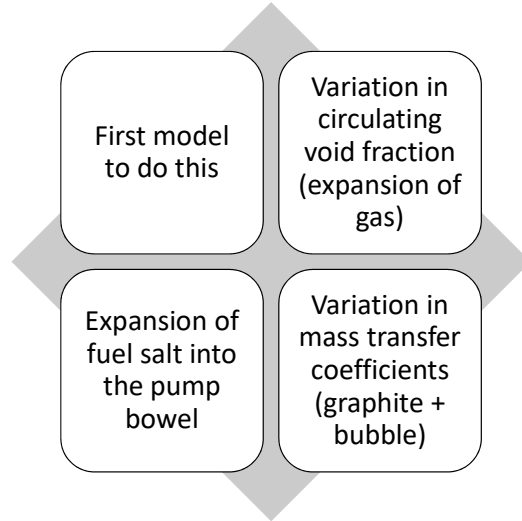 First model
to do this
Variation in
circulating
void fraction
(expansion of
gas)
Expansion of
fuel salt into
the pump
bowel
Variation in
mass transfer
coefficients
(graphite +
bubble)